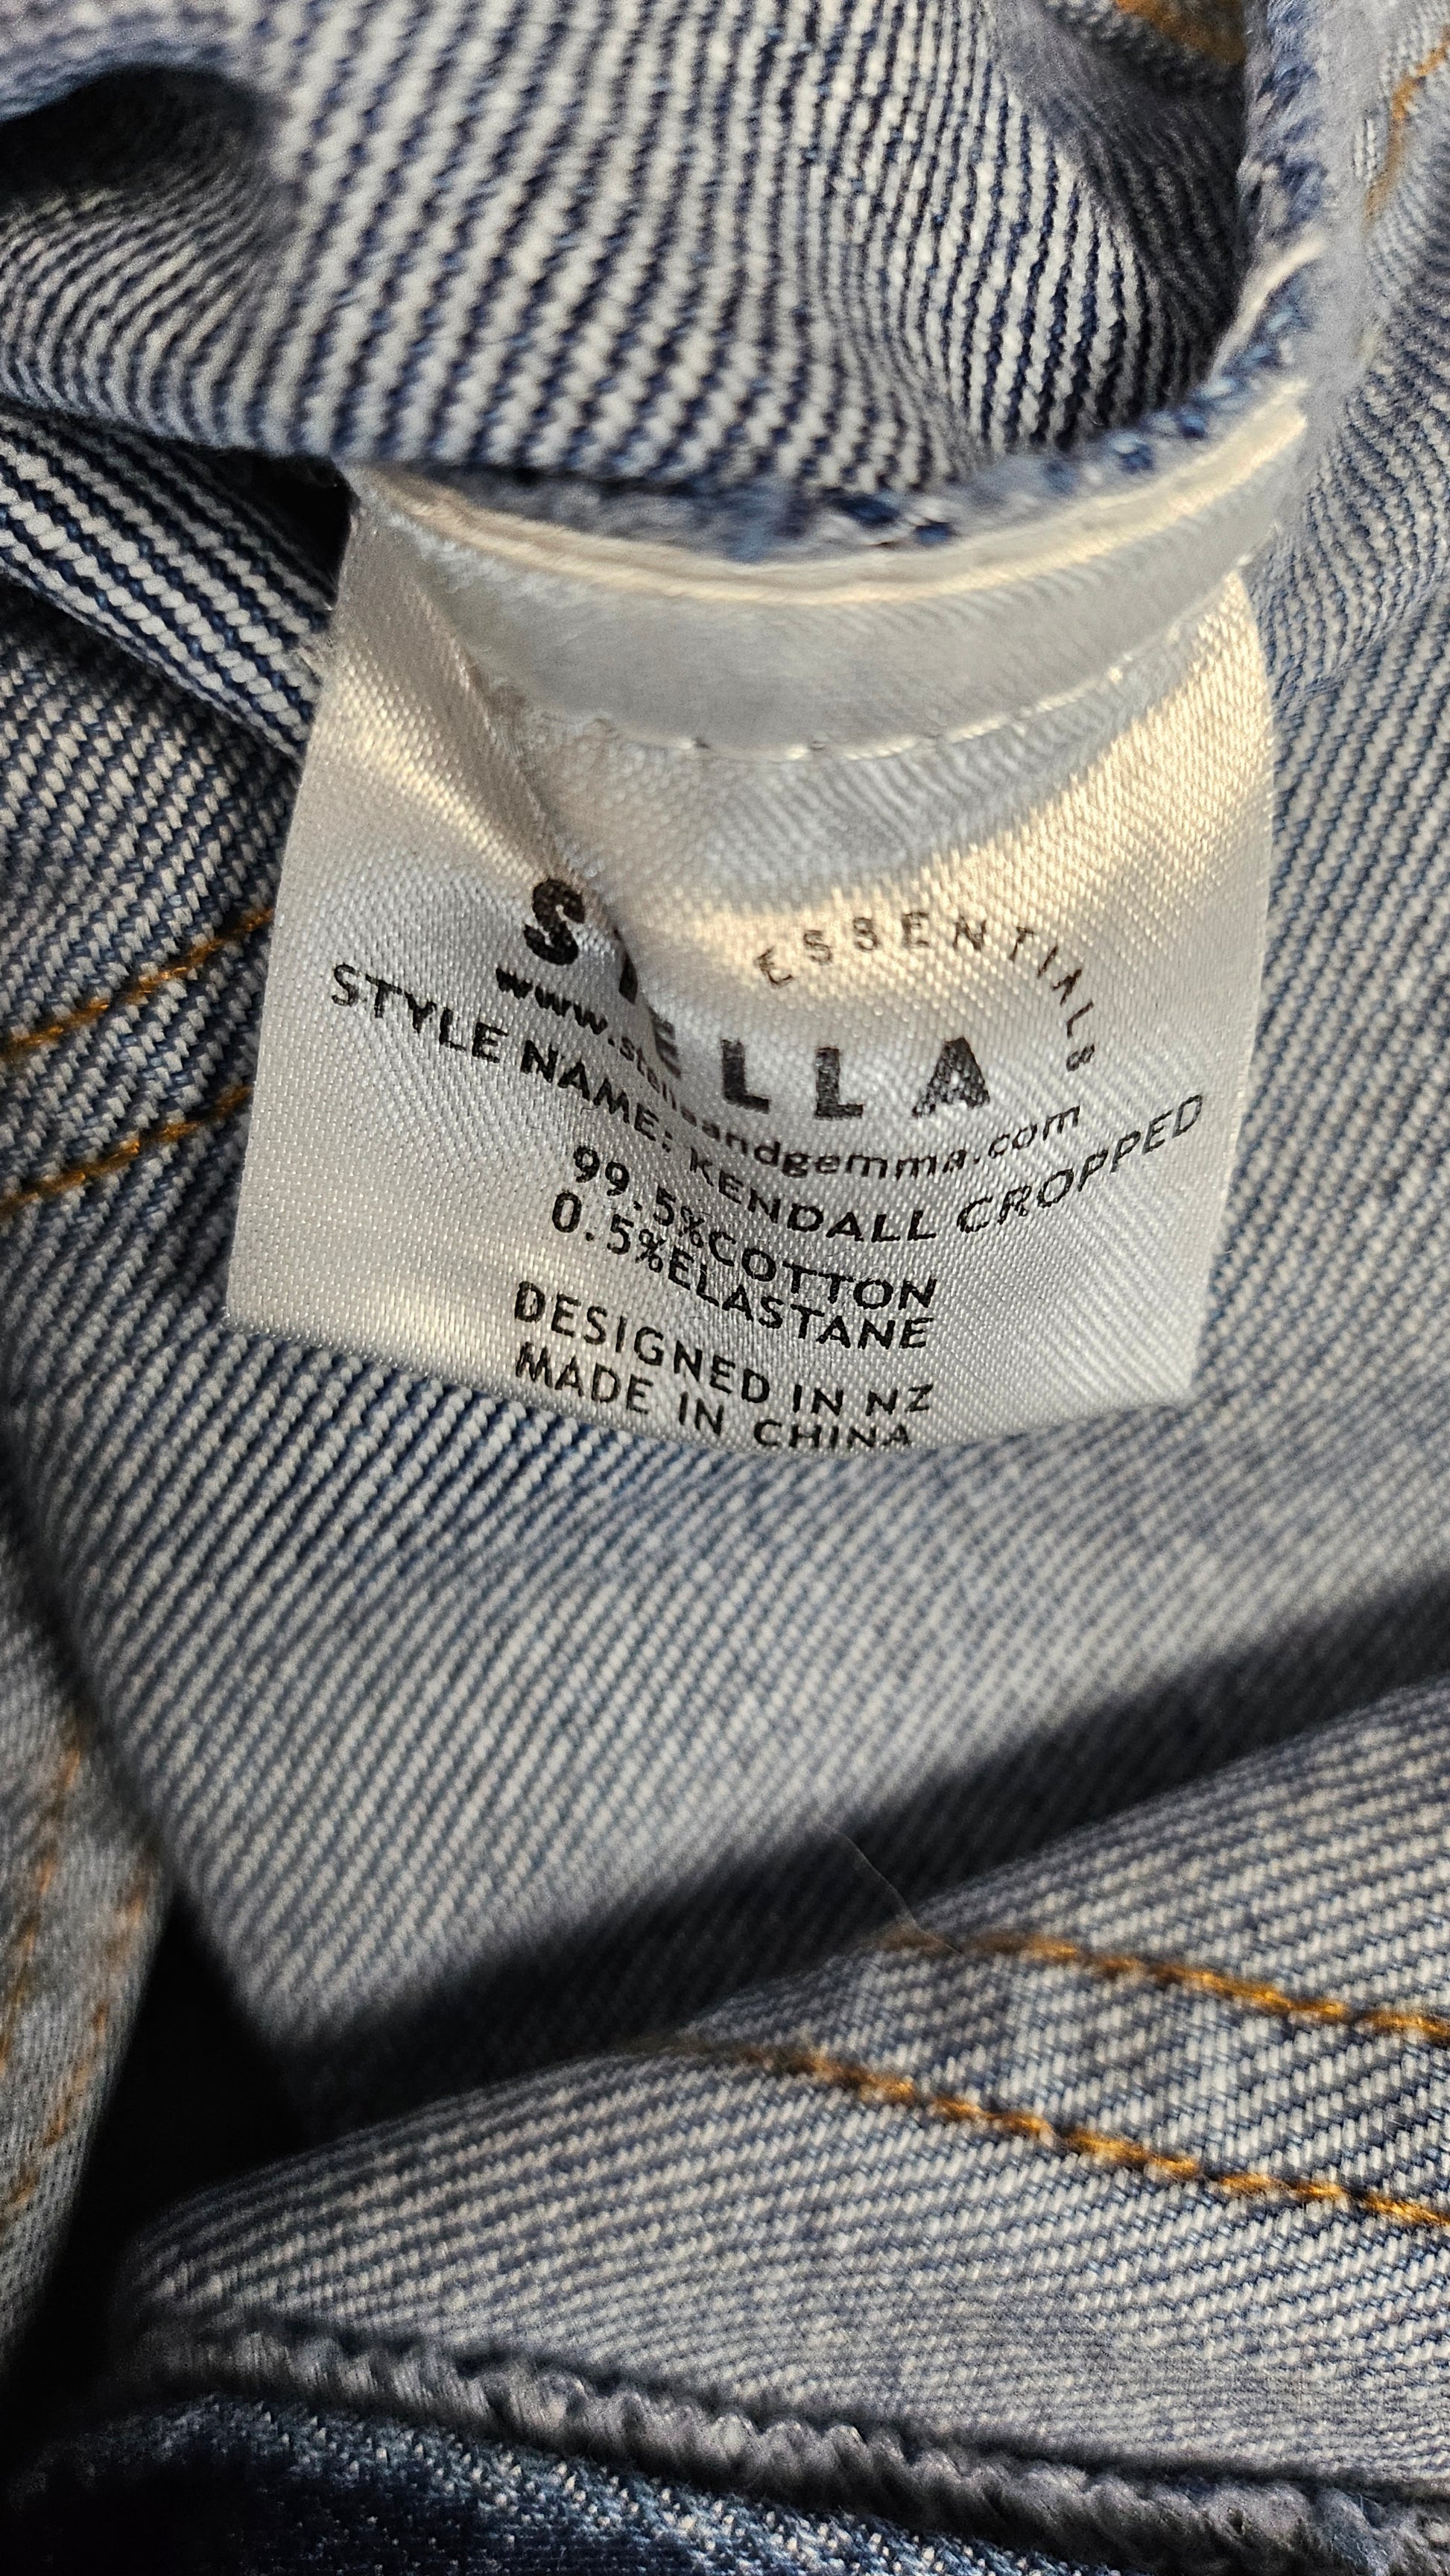 ESSENTIALS
STELLA
www.stellaandgemma.com
STYLE NAME: KENDALL CROPPED
99.5%COTTON
0.5%ELASTANE
DESIGNED IN NZ
MADE IN CHINA